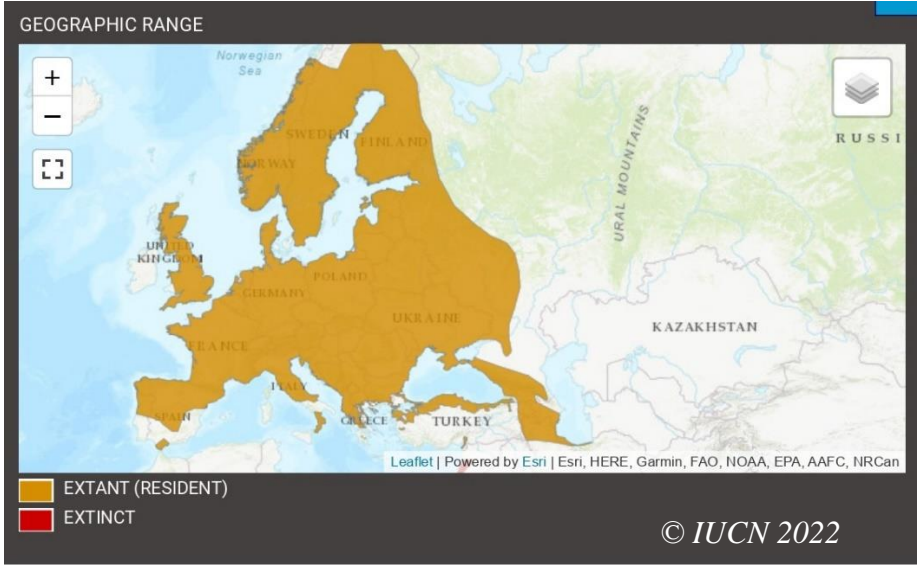 GEOGRAPHIC RANGE
Norwegian
Sea
+
−
SWEDEN
FINLAND
NORWAY
RUSSI
URAL MOUNTAINS
UNITED
KINGDOM
POLAND
GERMANY
UKRAINE
KAZAKHSTAN
FRANCE
ITALY
SPAIN
GREECE
TURKEY
Leaflet | Powered by Esri | Esri, HERE, Garmin, FAO, NOAA, EPA, AAFC, NRCan
EXTANT (RESIDENT)
EXTINCT
© IUCN 2022